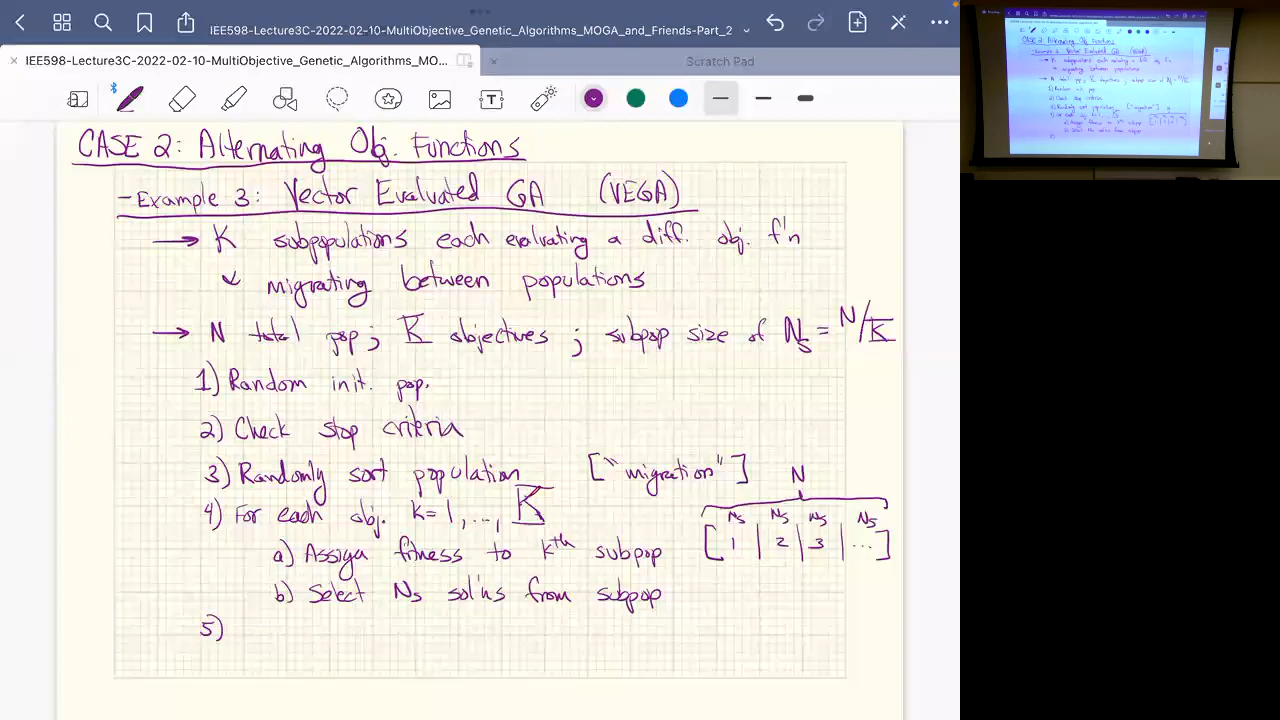 IEE598-Lecture3C-2022-02-10-MultiObjective_Genetic_Algorithms_MOGA_and_Friends-Part_2
IEE598-Lecture3C-2022-02-10-MultiObjective_Genetic_Algorithms_MO...
Scratch Pad
CASE 2: Alternating Obj. Functions
- Example 3: Vector Evaluated GA (VEGA)
→ K subpopulations each evaluating a diff. obj. f'n
↙ migrating between populations
→ N total pop; K objectives; subpop size of Ns = N/K
1) Random init. pop.
2) Check stop criteria
3) Randomly sort population ["migration"]
N
4) For each obj. k=1, ..., K
Ns Ns Ns Ns
[ 1 | 2 | 3 | ... ]
a) Assign fitness to kth subpop
b) Select Ns sol'ns from subpop
5)